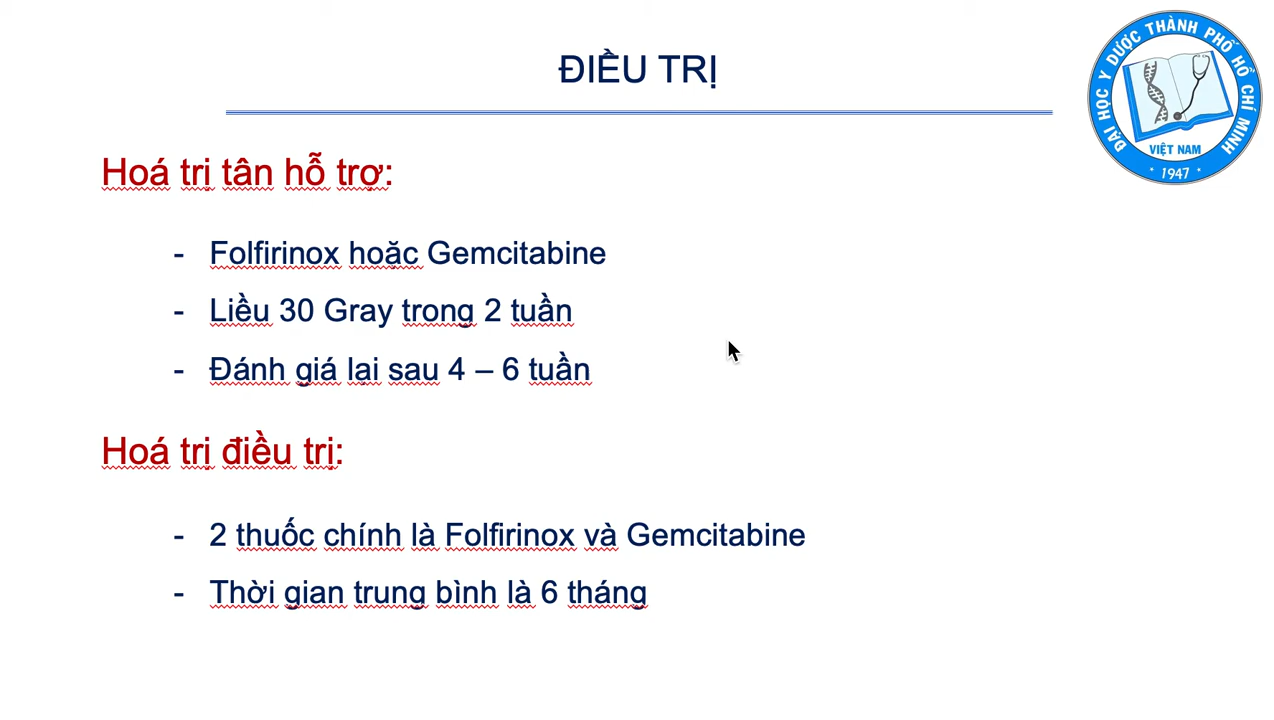 ĐIỀU TRỊ
ĐẠI HỌC Y DƯỢC THÀNH PHỐ HỒ CHÍ MINH
VIỆT NAM
1947
Hoá trị tân hỗ trợ:
- Folfirinox hoặc Gemcitabine
- Liều 30 Gray trong 2 tuần
- Đánh giá lại sau 4 – 6 tuần
Hoá trị điều trị:
- 2 thuốc chính là Folfirinox và Gemcitabine
- Thời gian trung bình là 6 tháng